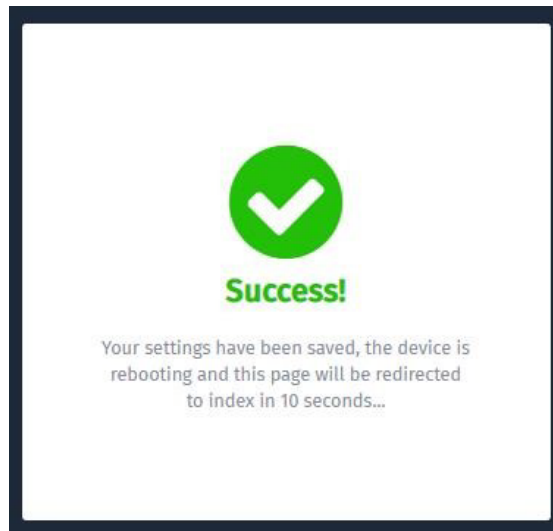 Success!
Your settings have been saved, the device is
rebooting and this page will be redirected
to index in 10 seconds...